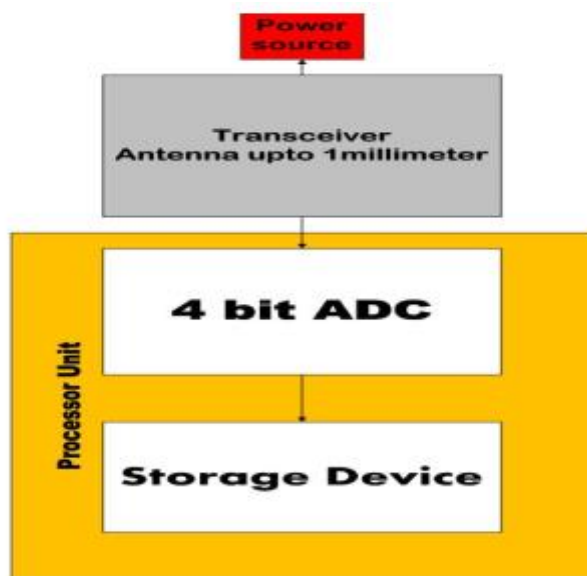 Power
source
Transceiver
Antenna upto 1millimeter
4 bit ADC
Processor Unit
Storage Device